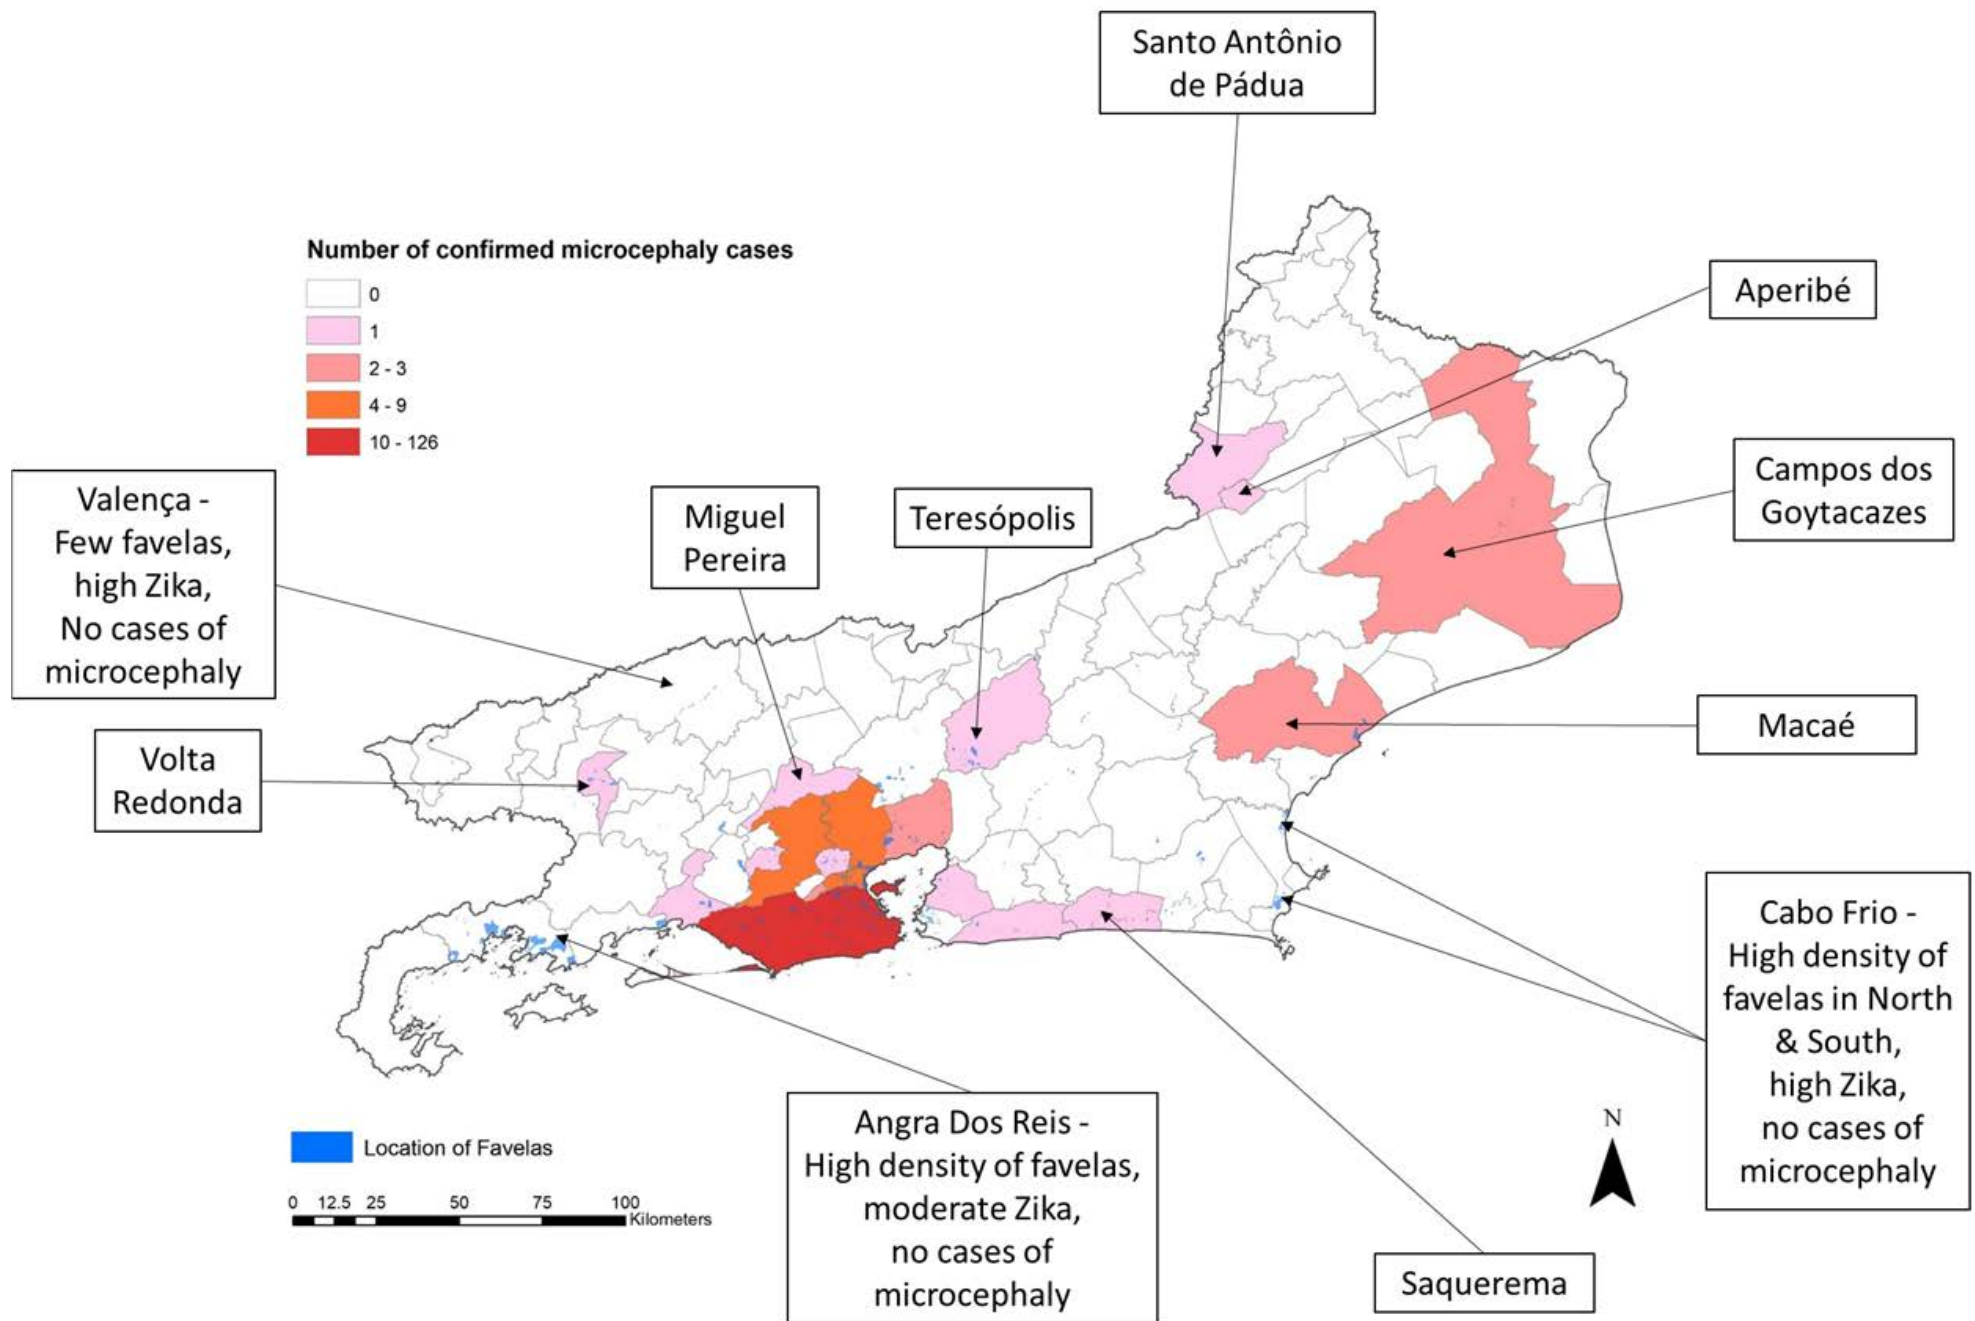 Santo Antônio
de Pádua
Number of confirmed microcephaly cases
0
1
2 - 3
4 - 9
10 - 126
Aperibé
Campos dos
Goytacazes
Valença -
Few favelas,
high Zika,
No cases of
microcephaly
Miguel
Pereira
Teresópolis
Macaé
Volta
Redonda
Cabo Frio -
High density of
favelas in North
& South,
high Zika,
no cases of
microcephaly
Angra Dos Reis -
High density of favelas,
moderate Zika,
no cases of
microcephaly
N
Location of Favelas
0 12.5 25 50 75 100
Kilometers
Saquerema